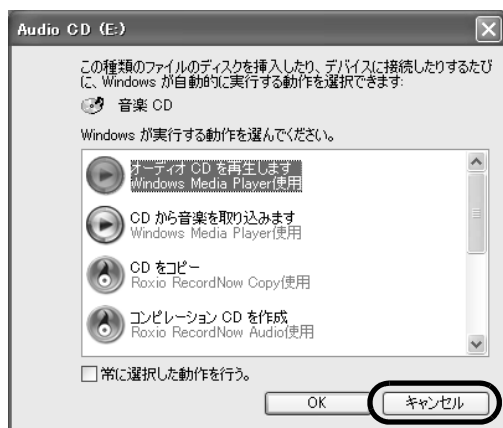 Audio CD (E:)
この種類のファイルのディスクを挿入したり、デバイスに接続したりするたび
に、Windows が自動的に実行する動作を選択できます:
音楽 CD
Windows が実行する動作を選んでください。
オーディオ CD を再生します
Windows Media Player使用
CD から音楽を取り込みます
Windows Media Player使用
CD をコピー
Roxio RecordNow Copy使用
コンピレーション CD を作成
Roxio RecordNow Audio使用
常に選択した動作を行う。
OK
キャンセル